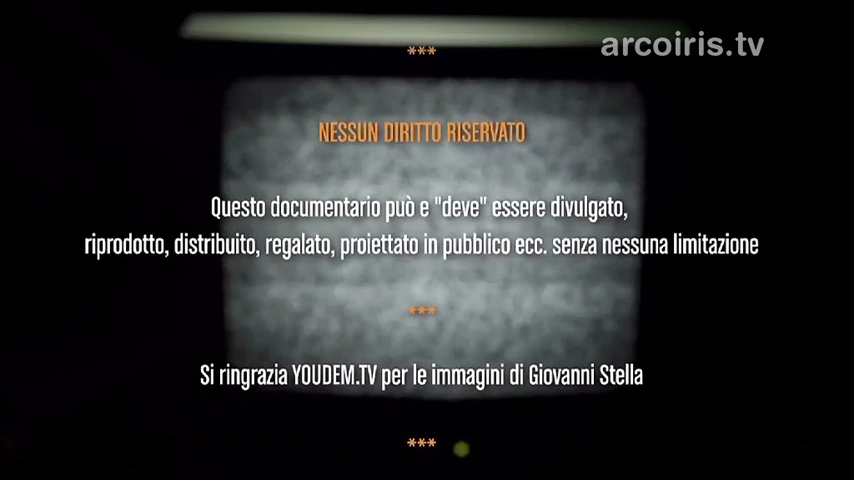 arcoiris.tv
***
NESSUN DIRITTO RISERVATO
Questo documentario può e "deve" essere divulgato,
riprodotto, distribuito, regalato, proiettato in pubblico ecc. senza nessuna limitazione
***
Si ringrazia YOUDEM.TV per le immagini di Giovanni Stella
***